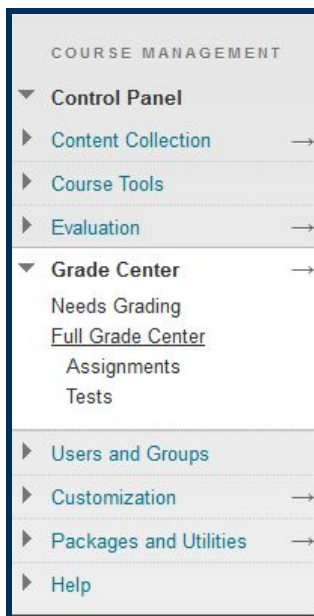 COURSE MANAGEMENT
Control Panel
Content Collection →
Course Tools
Evaluation →
Grade Center →
Needs Grading
Full Grade Center
Assignments
Tests
Users and Groups
Customization →
Packages and Utilities →
Help